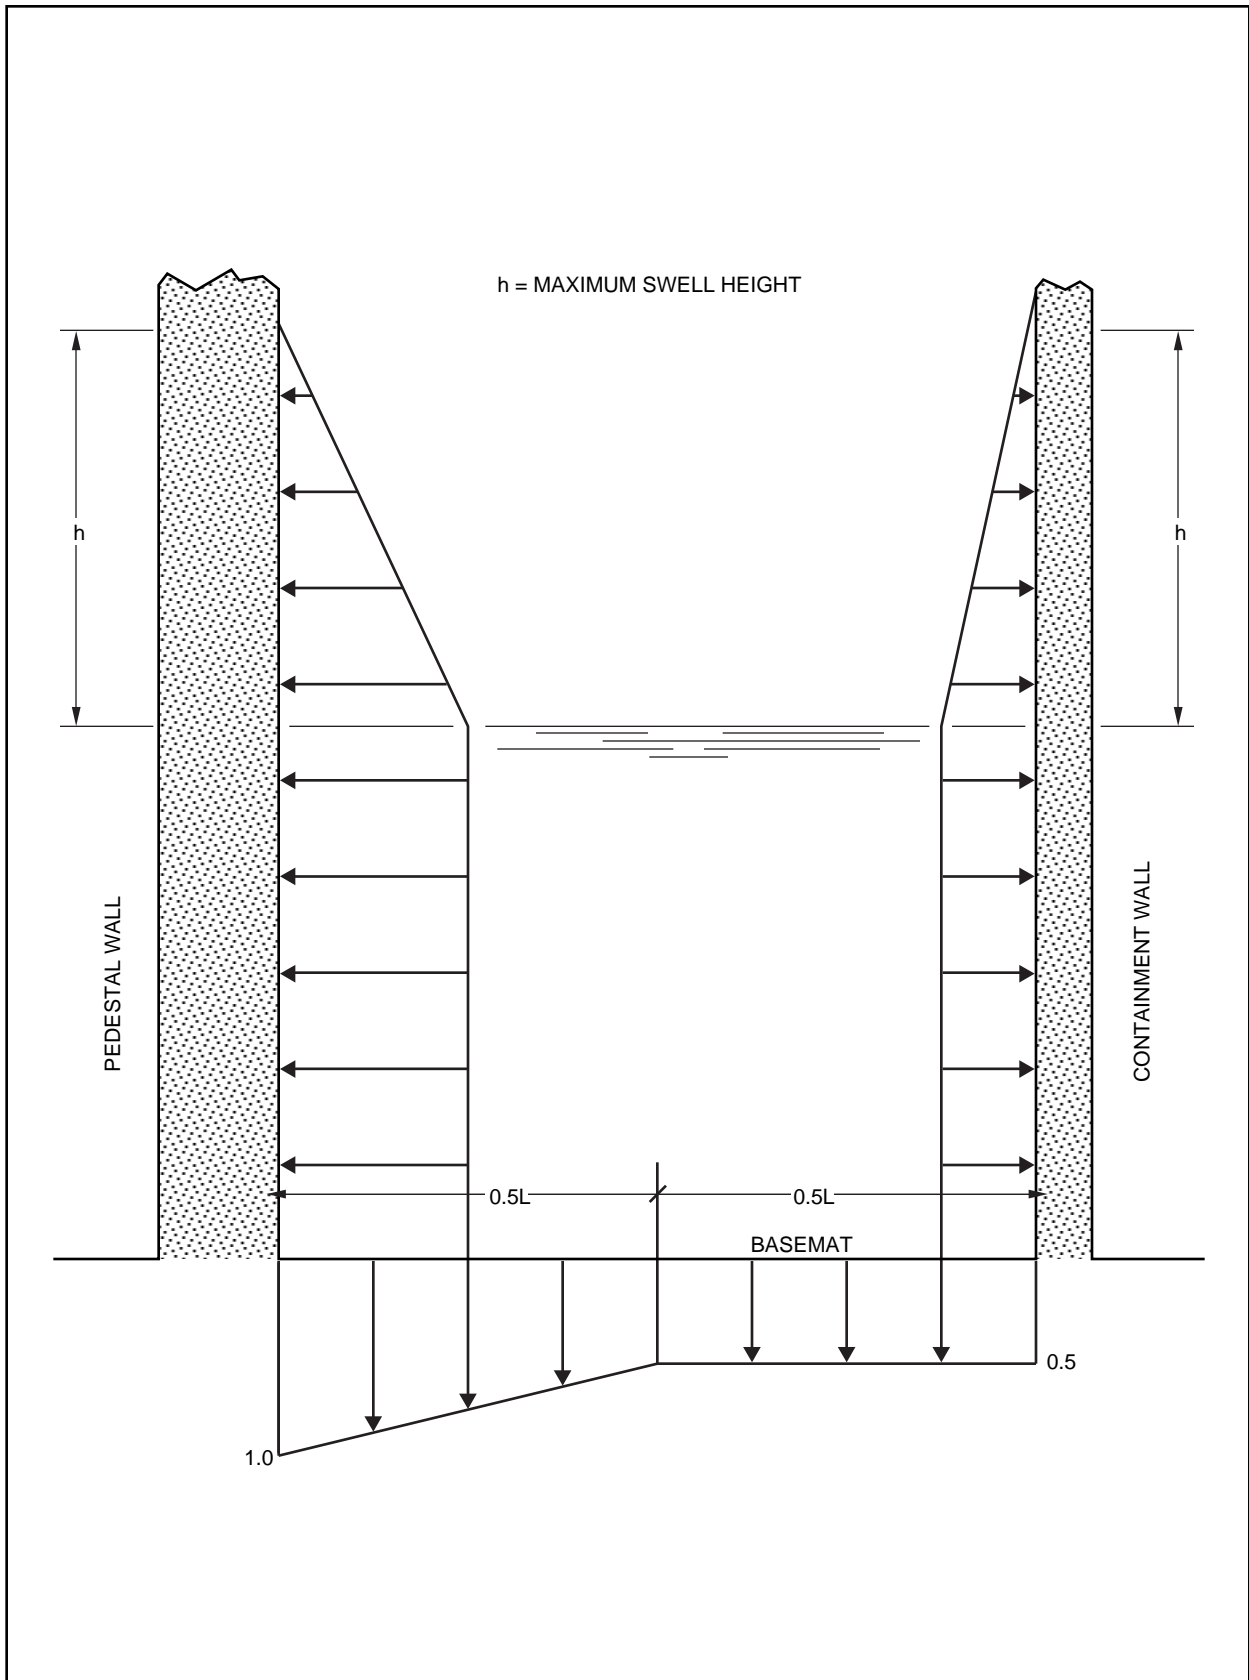 h = MAXIMUM SWELL HEIGHT
h
h
PEDESTAL WALL
CONTAINMENT WALL
0.5L
0.5L
BASEMAT
0.5
1.0